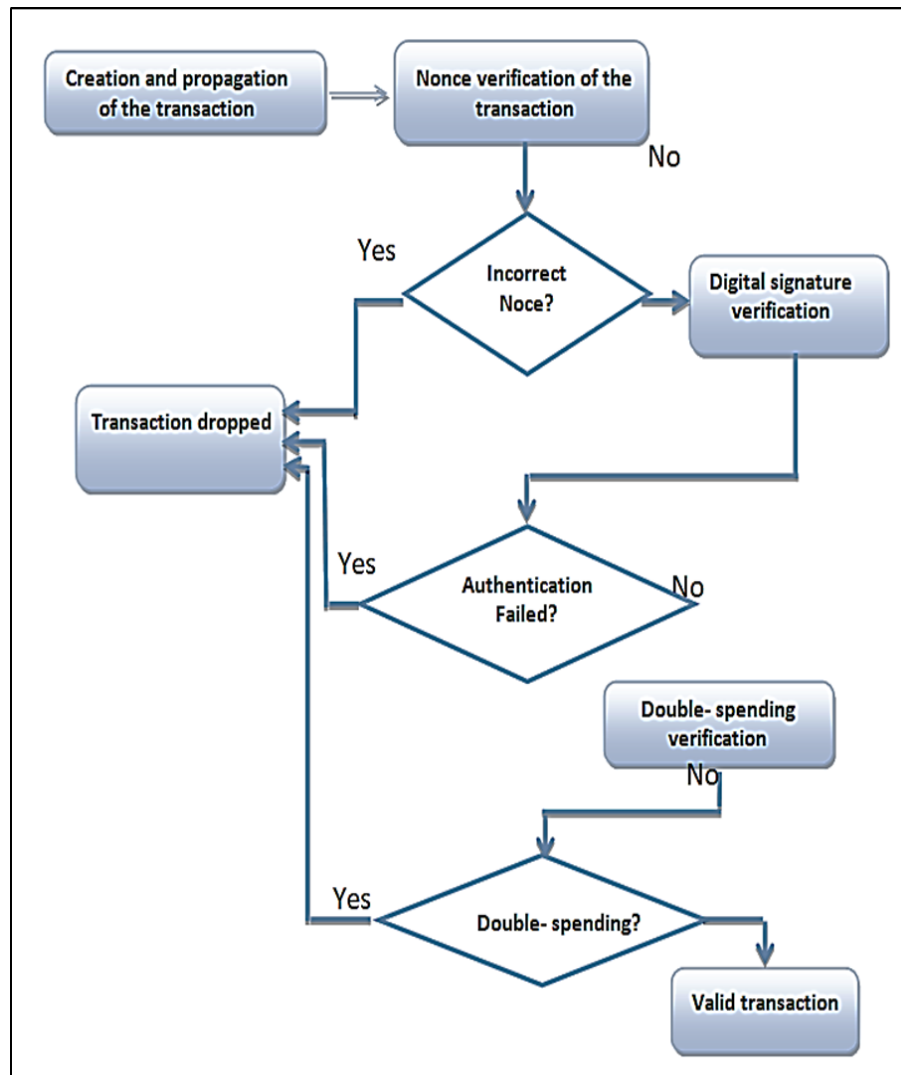 Creation and propagation
of the transaction
Nonce verification of the
transaction
No
Yes
Incorrect
Noce?
Digital signature
verification
Transaction dropped
Yes
Authentication
Failed?
No
Double- spending
verification
No
Yes
Double- spending?
Valid transaction